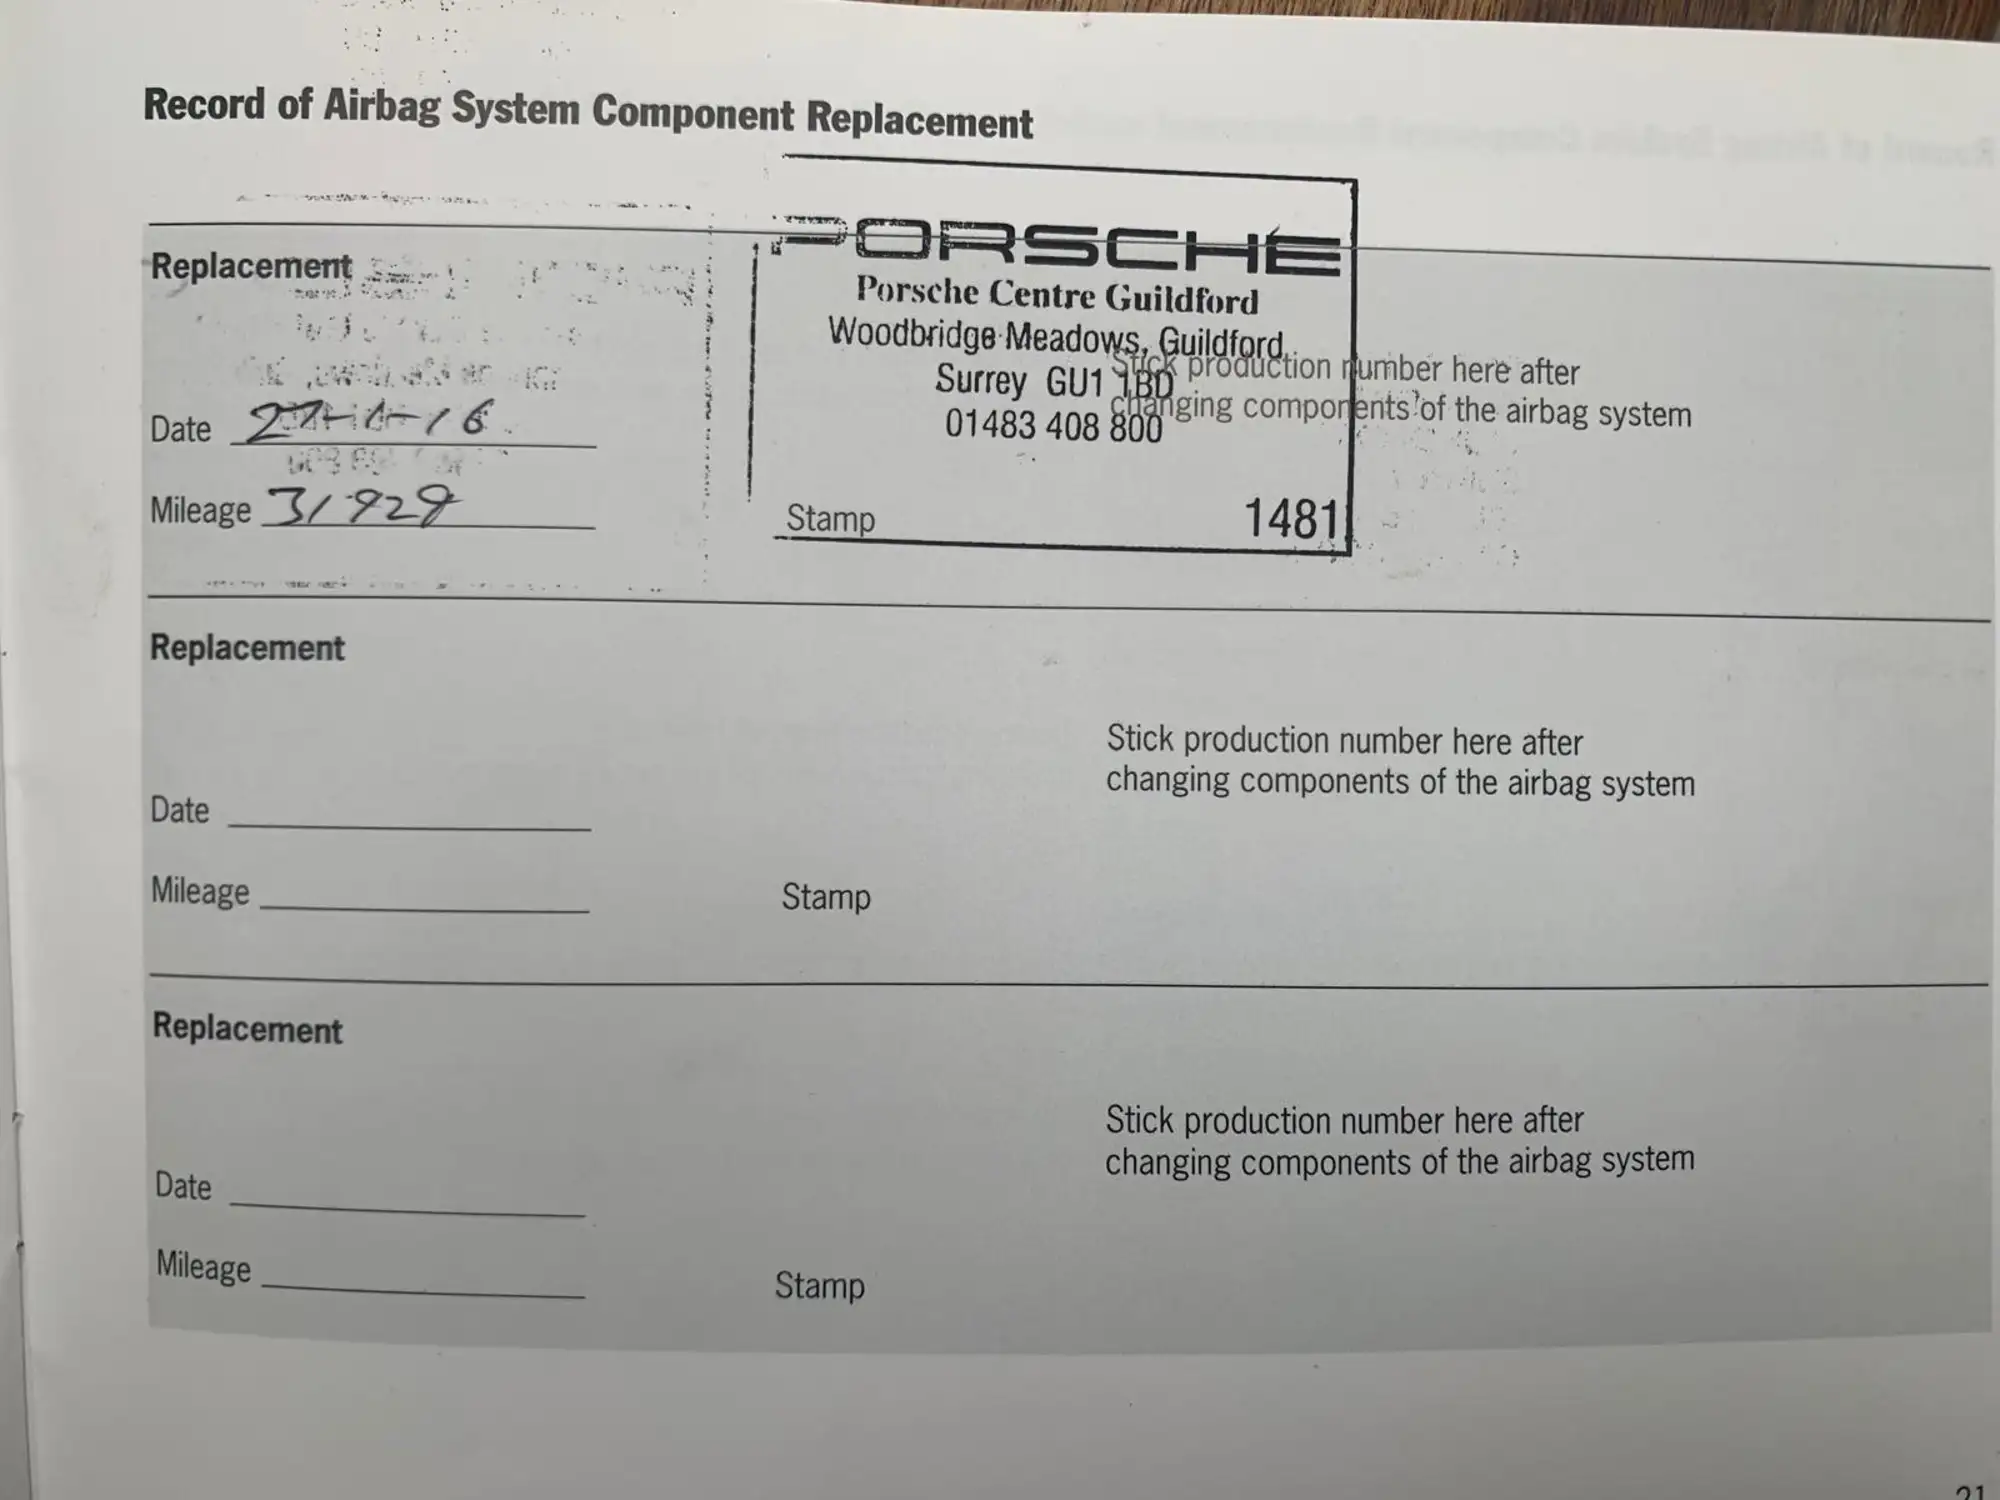 Record of Airbag System Component Replacement
Replacement
PORSCHE
Porsche Centre Guildford
Woodbridge Meadows, Guildford
Surrey GU1 1BD
01483 408 800
Stick production number here after
changing components of the airbag system
Date
Mileage 31929
Stamp
1481
Replacement
Stick production number here after
changing components of the airbag system
Date
Mileage
Stamp
Replacement
Stick production number here after
changing components of the airbag system
Date
Mileage
Stamp
21